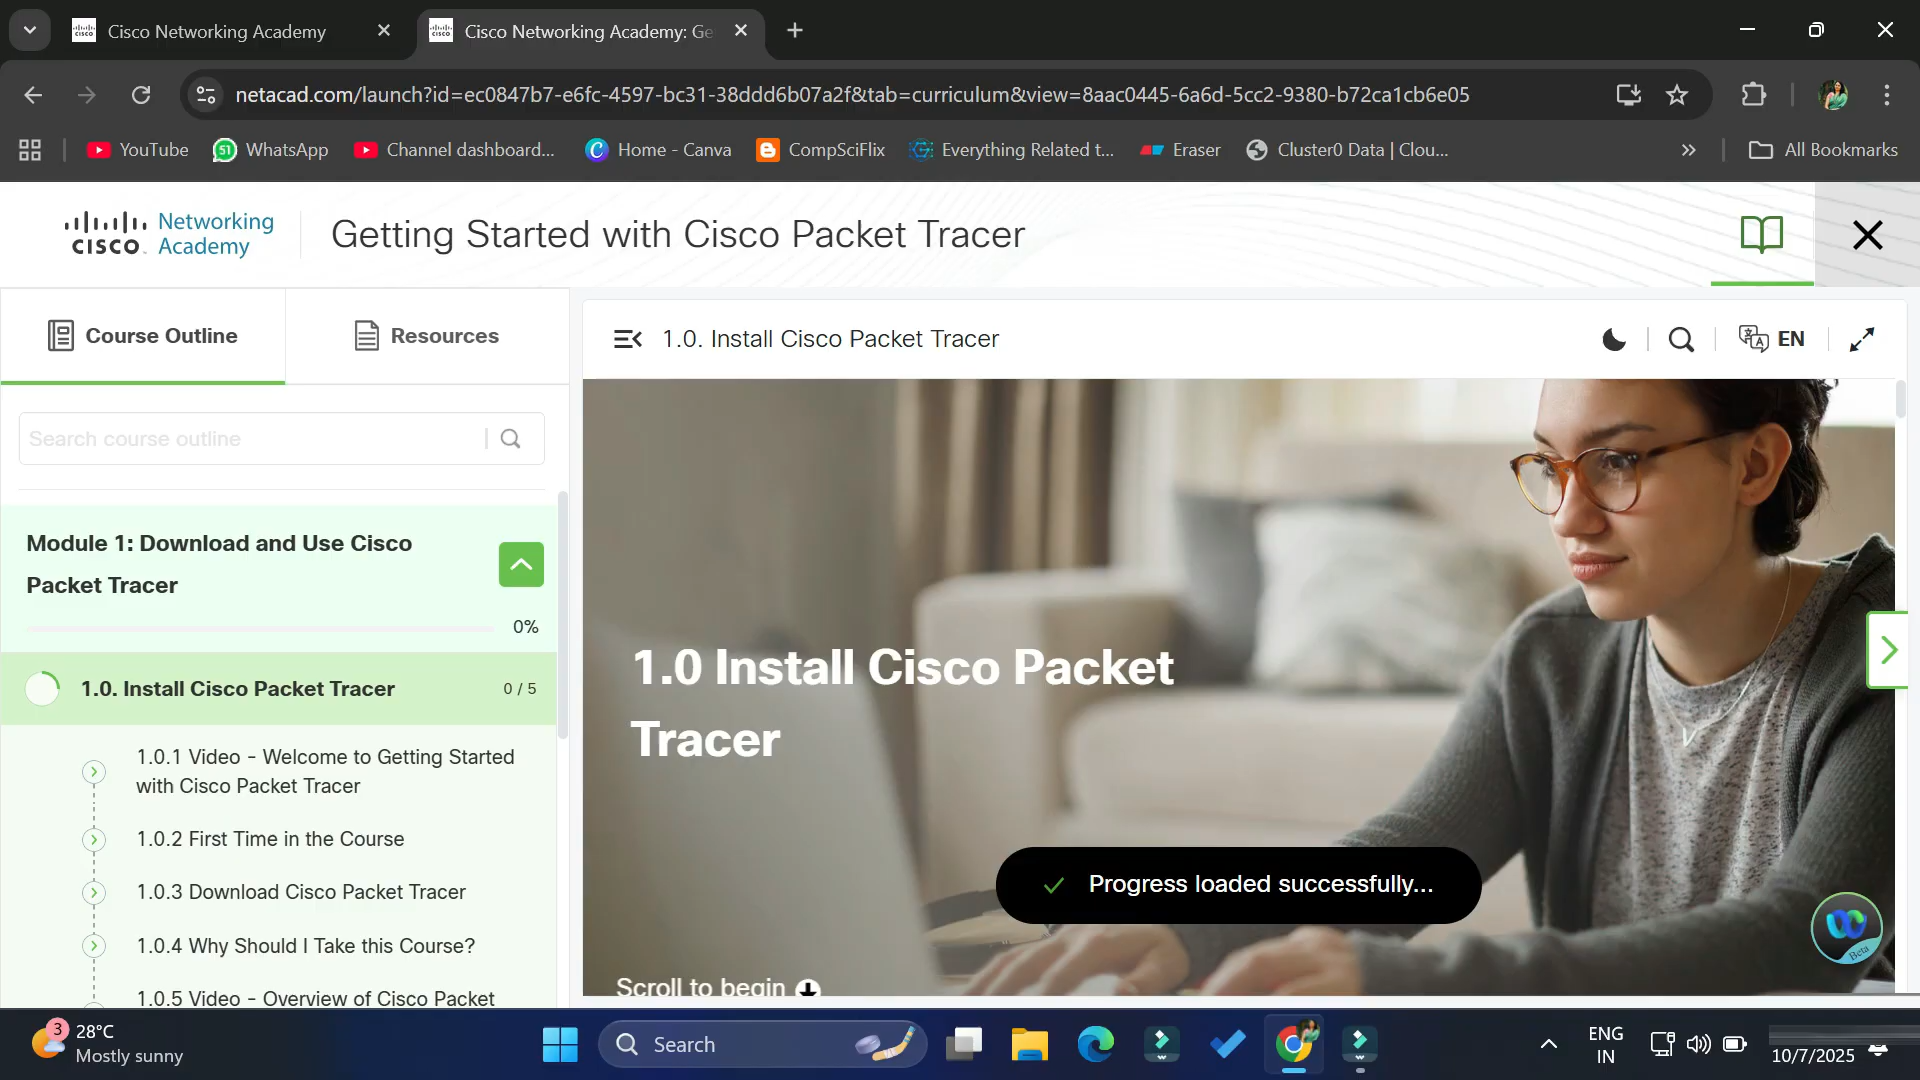 Cisco Networking Academy
Cisco Networking Academy: Ge
netacad.com/launch?id=ec0847b7-e6fc-4597-bc31-38ddd6b07a2f&tab=curriculum&view=8aac0445-6a6d-5cc2-9380-b72ca1cb6e05
YouTube
51
WhatsApp
Channel dashboard...
Home - Canva
CompSciFlix
Everything Related t...
Eraser
Cluster0 Data | Clou...
All Bookmarks
CISCO
Networking
Academy
Getting Started with Cisco Packet Tracer
Course Outline
Resources
Search course outline
Module 1: Download and Use Cisco
Packet Tracer
0%
1.0. Install Cisco Packet Tracer
0 / 5
1.0.1 Video - Welcome to Getting Started
with Cisco Packet Tracer
1.0.2 First Time in the Course
1.0.3 Download Cisco Packet Tracer
1.0.4 Why Should I Take this Course?
1.0.5 Video - Overview of Cisco Packet
1.0. Install Cisco Packet Tracer
EN
1.0 Install Cisco Packet
Tracer
Progress loaded successfully...
Beta
Scroll to begin
3
28°C
Mostly sunny
Search
ENG
IN
10/7/2025